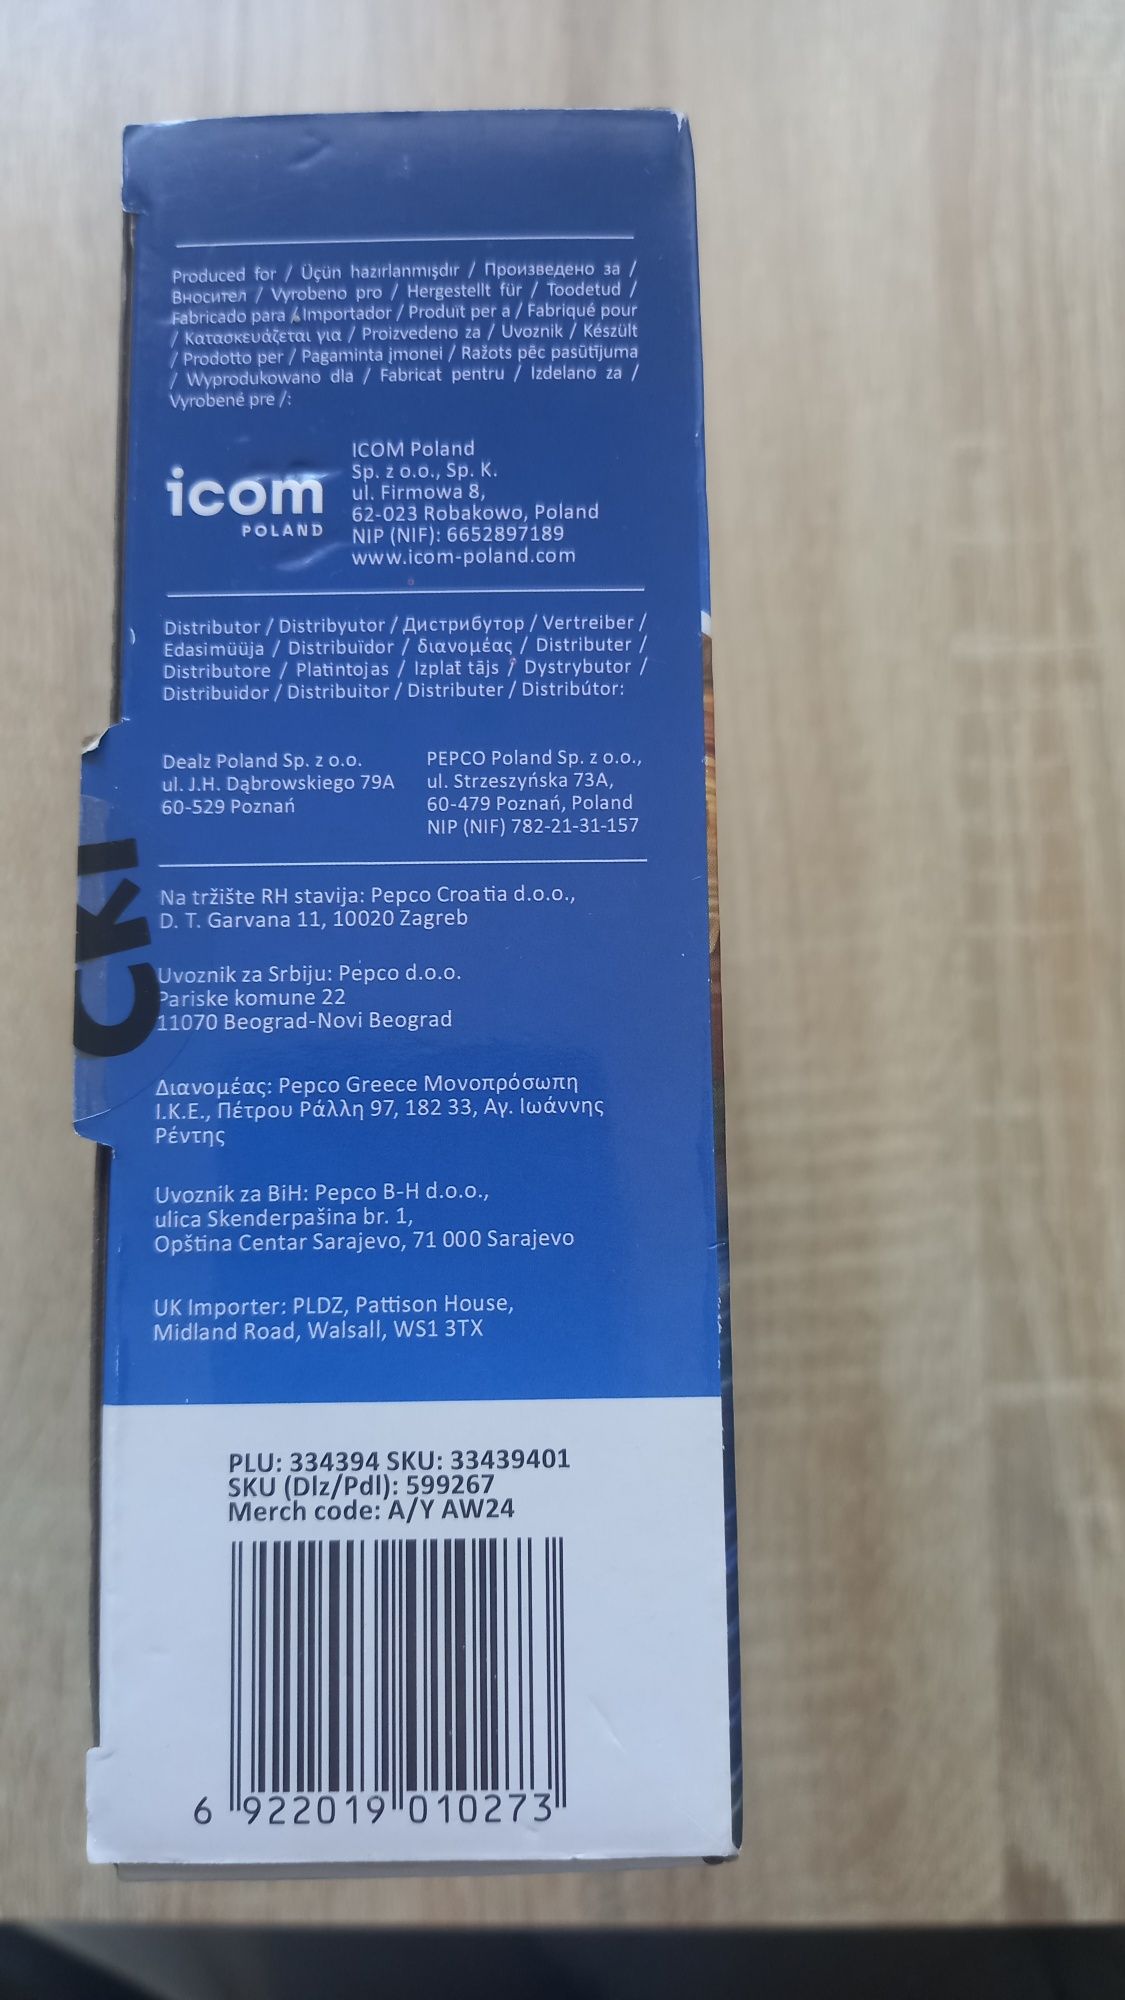 Produced for / Üçün hazırlanmışdır / Произведено за /
Вносител / Vyrobeno pro / Hergestellt für / Toodetud /
Fabricado para / Importador / Produït per a / Fabriqué pour
/ Κατασκευάζεται για / Proizvedeno za / Uvoznik / Készült
/ Prodotto per / Pagaminta įmonei / Ražots pēc pasūtījuma
/ Wyprodukowano dla / Fabricat pentru / Izdelano za /
Vyrobené pre /:
icom
POLAND
ICOM Poland
Sp. z o.o., Sp. K.
ul. Firmowa 8,
62-023 Robakowo, Poland
NIP (NIF): 6652897189
www.icom-poland.com
Distributor / Distribyutor / Дистрибутор / Vertreiber /
Edasimüüja / Distribuïdor / διανομέας / Distributer /
Distributore / Platintojas / Izplat tājs / Dystrybutor /
Distribuidor / Distribuitor / Distributer / Distribútor:
Dealz Poland Sp. z o.o.
ul. J.H. Dąbrowskiego 79A
60-529 Poznań
PEPCO Poland Sp. z o.o.,
ul. Strzeszyńska 73A,
60-479 Poznań, Poland
NIP (NIF) 782-21-31-157
Na tržište RH stavija: Pepco Croatia d.o.o.,
D. T. Garvana 11, 10020 Zagreb
Uvoznik za Srbiju: Pepco d.o.o.
Pariske komune 22
11070 Beograd-Novi Beograd
Διανομέας: Pepco Greece Μονοπρόσωπη
Ι.Κ.Ε., Πέτρου Ράλλη 97, 182 33, Αγ. Ιωάννης
Ρέντης
Uvoznik za BiH: Pepco B-H d.o.o.,
ulica Skenderpašina br. 1,
Opština Centar Sarajevo, 71 000 Sarajevo
UK Importer: PLDZ, Pattison House,
Midland Road, Walsall, WS1 3TX
PLU: 334394 SKU: 33439401
SKU (Dlz/Pdl): 599267
Merch code: A/Y AW24
6 922019 010273